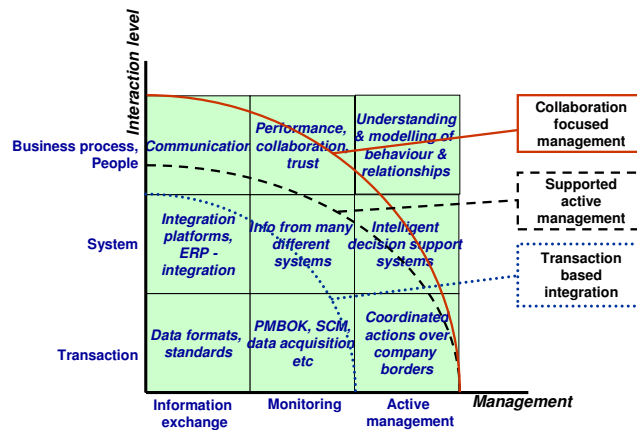 Interaction level
Business process,
People
System
Transaction
Communication
Performance,
collaboration,
trust
Understanding
& modelling of
behaviour &
relationships
Integration
platforms,
ERP -
integration
Info from many
different
systems
Intelligent
decision support
systems
Data formats,
standards
PMBOK, SCM,
data acquisition
etc
Coordinated
actions over
company
borders
Collaboration
focused
management
Supported
active
management
Transaction
based
integration
Management
Information
exchange
Monitoring
Active
management